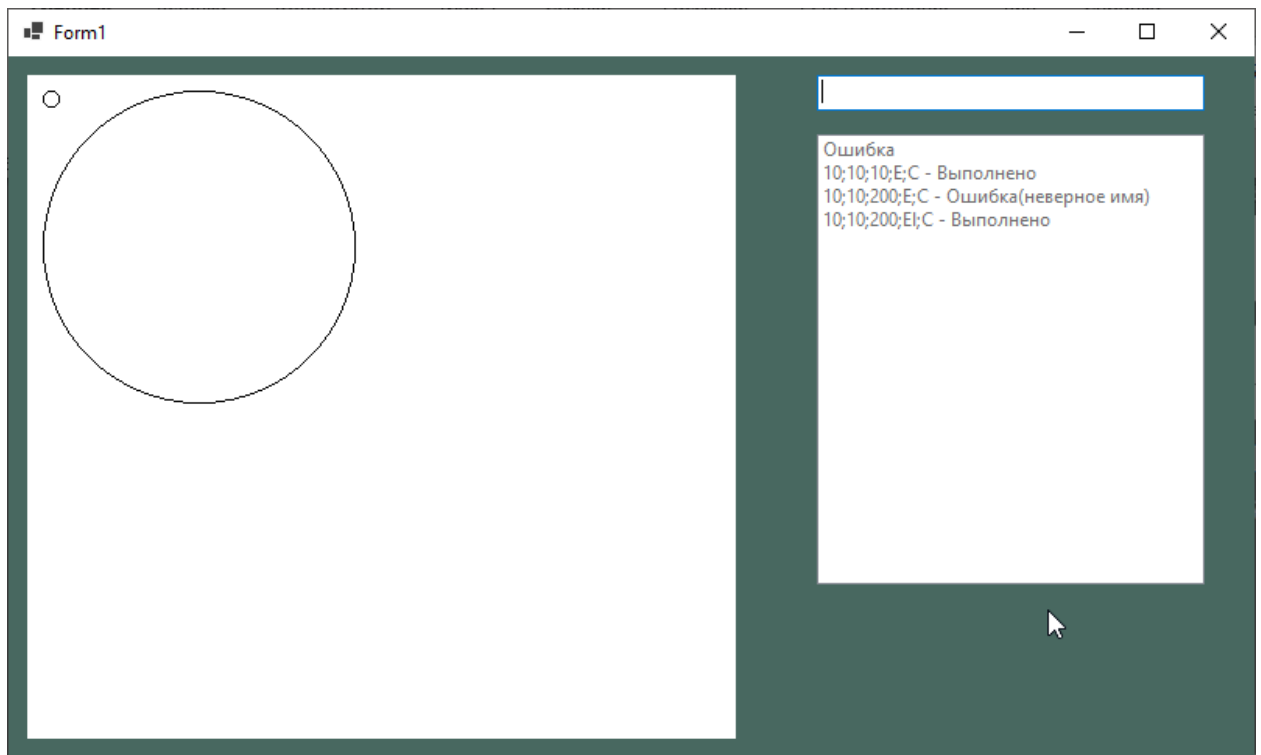 Form1
Ошибка
10;10;10;E;C - Выполнено
10;10;200;E;C - Ошибка(неверное имя)
10;10;200;El;C - Выполнено